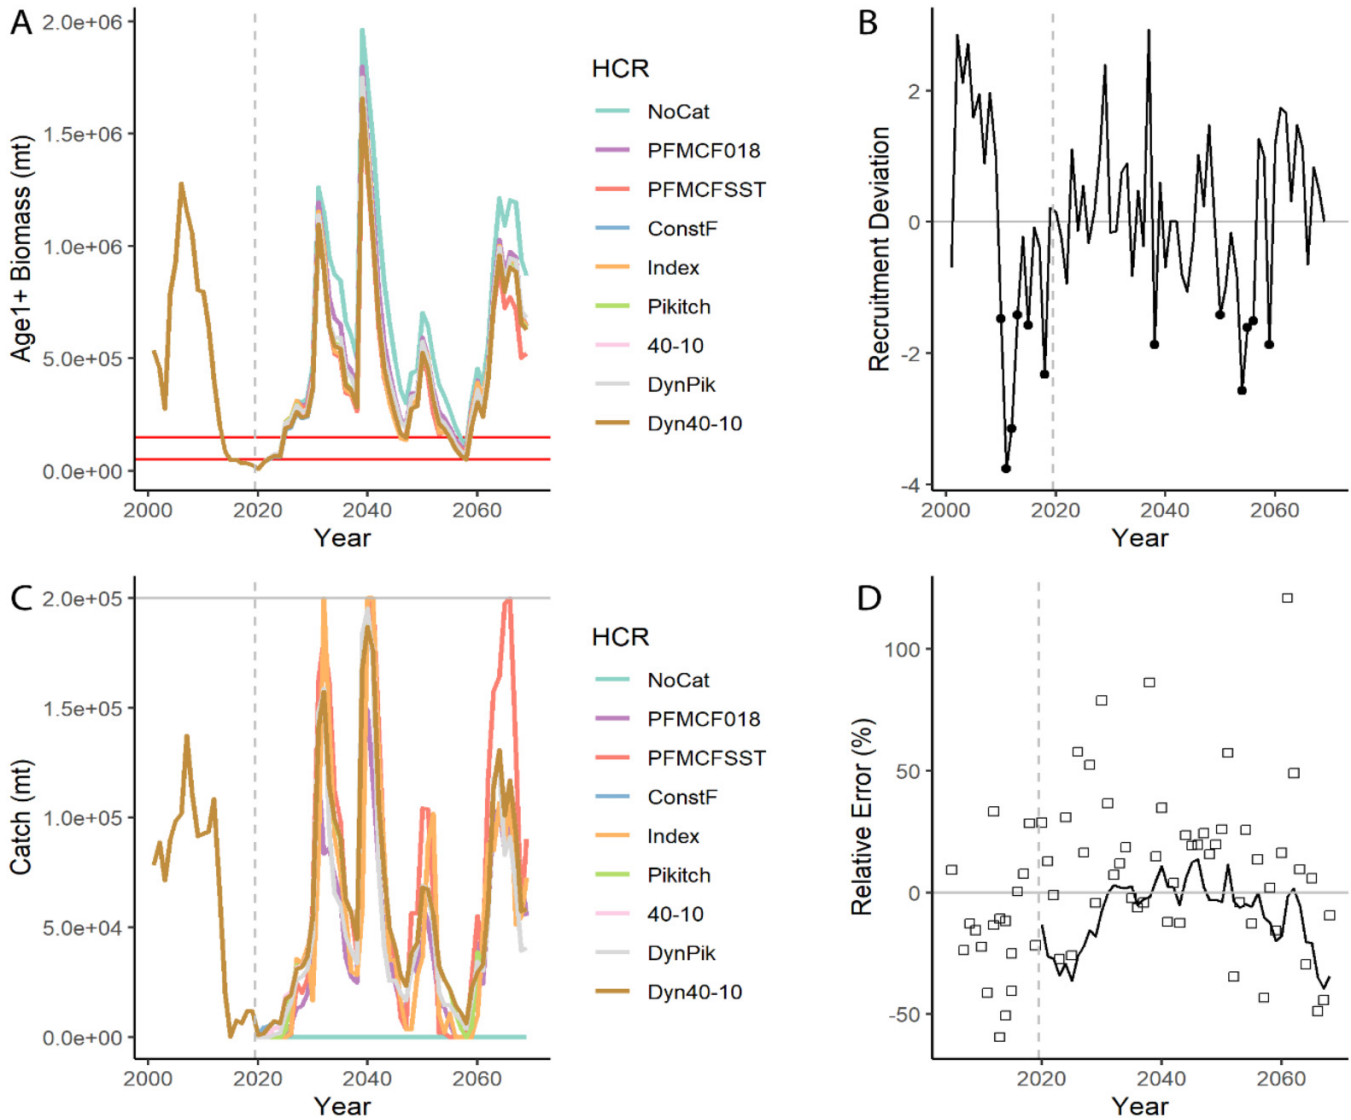 A
Age1+ Biomass (mt)
2.0e+06
1.5e+06
1.0e+06
5.0e+05
0.0e+00
2000 2020 2040 2060
Year
HCR
NoCat
PFMCF018
PFMCFSST
ConstF
Index
Pikitch
40-10
DynPik
Dyn40-10
B
Recruitment Deviation
2
0
-2
-4
2000 2020 2040 2060
Year
C
Catch (mt)
2.0e+05
1.5e+05
1.0e+05
5.0e+04
0.0e+00
2000 2020 2040 2060
Year
HCR
NoCat
PFMCF018
PFMCFSST
ConstF
Index
Pikitch
40-10
DynPik
Dyn40-10
D
Relative Error (%)
100
50
0
-50
2020 2040 2060
Year